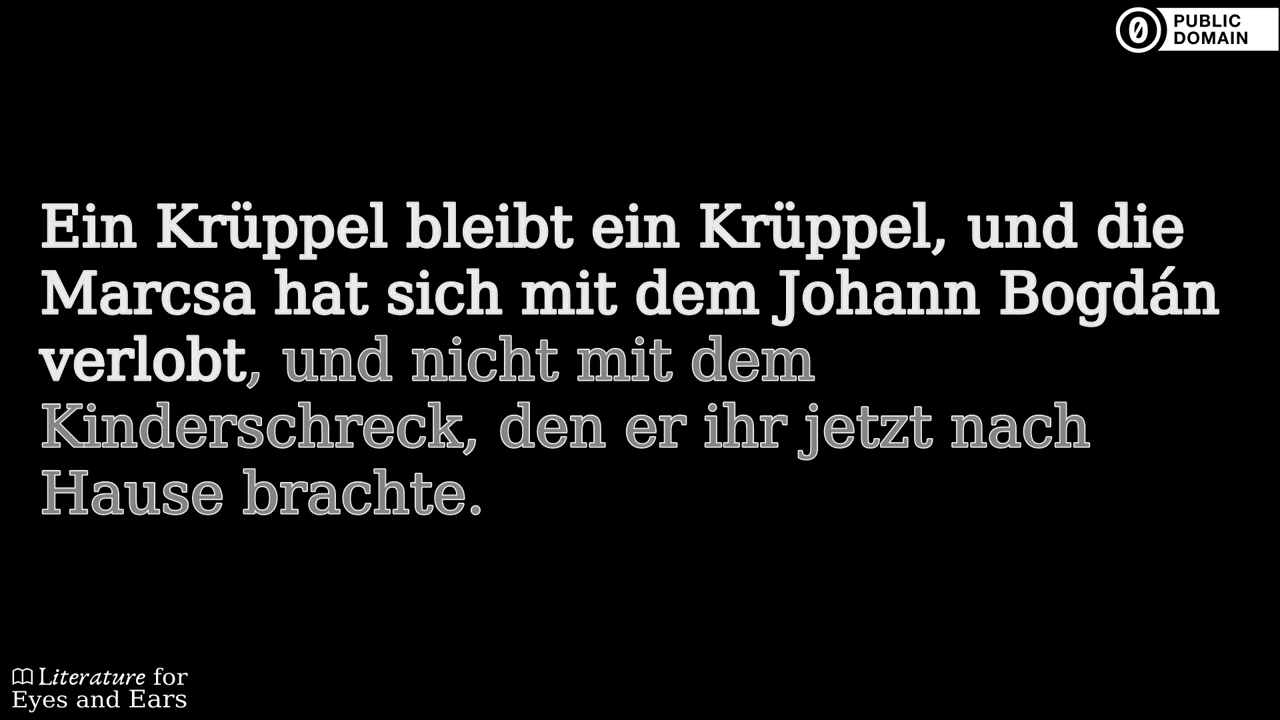 PUBLIC
DOMAIN
Ein Krüppel bleibt ein Krüppel, und die
Marcsa hat sich mit dem Johann Bogdán
verlobt, und nicht mit dem
Kinderschreck, den er ihr jetzt nach
Hause brachte.
Literature for
Eyes and Ears